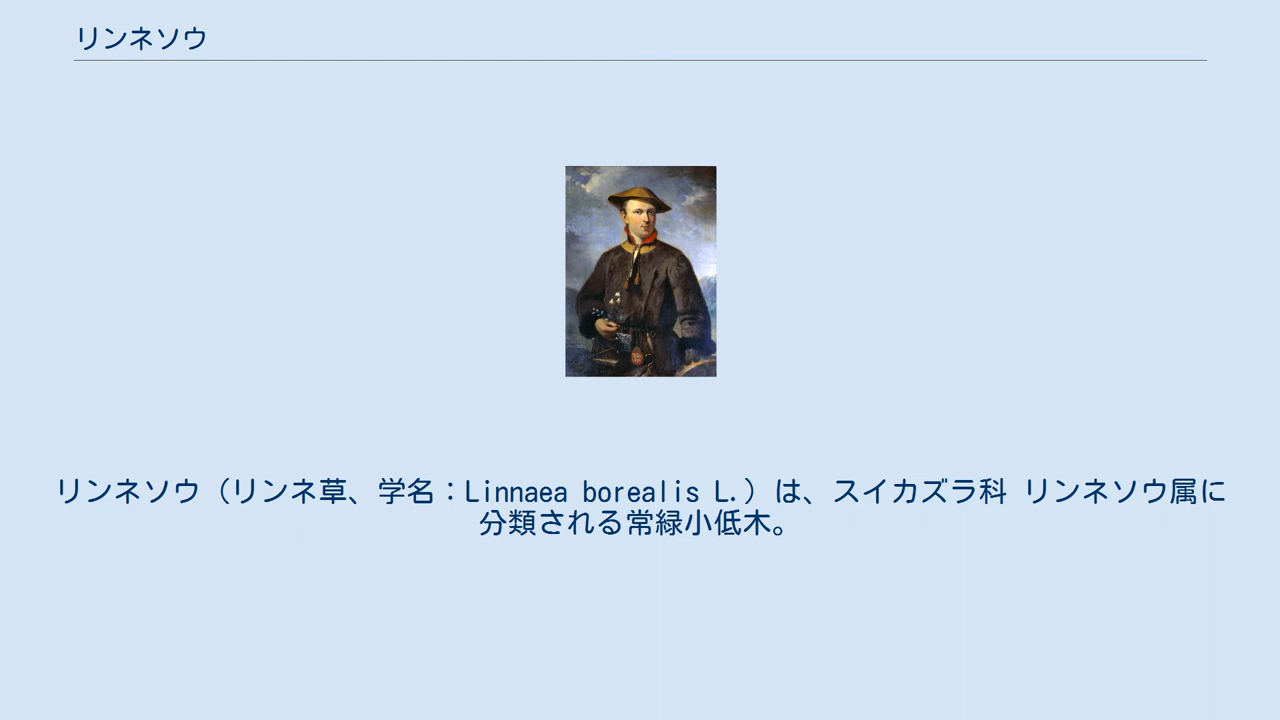 リンネソウ
リンネソウ（リンネ草、学名：Linnaea borealis L.）は、スイカズラ科 リンネソウ属に
分類される常緑小低木。